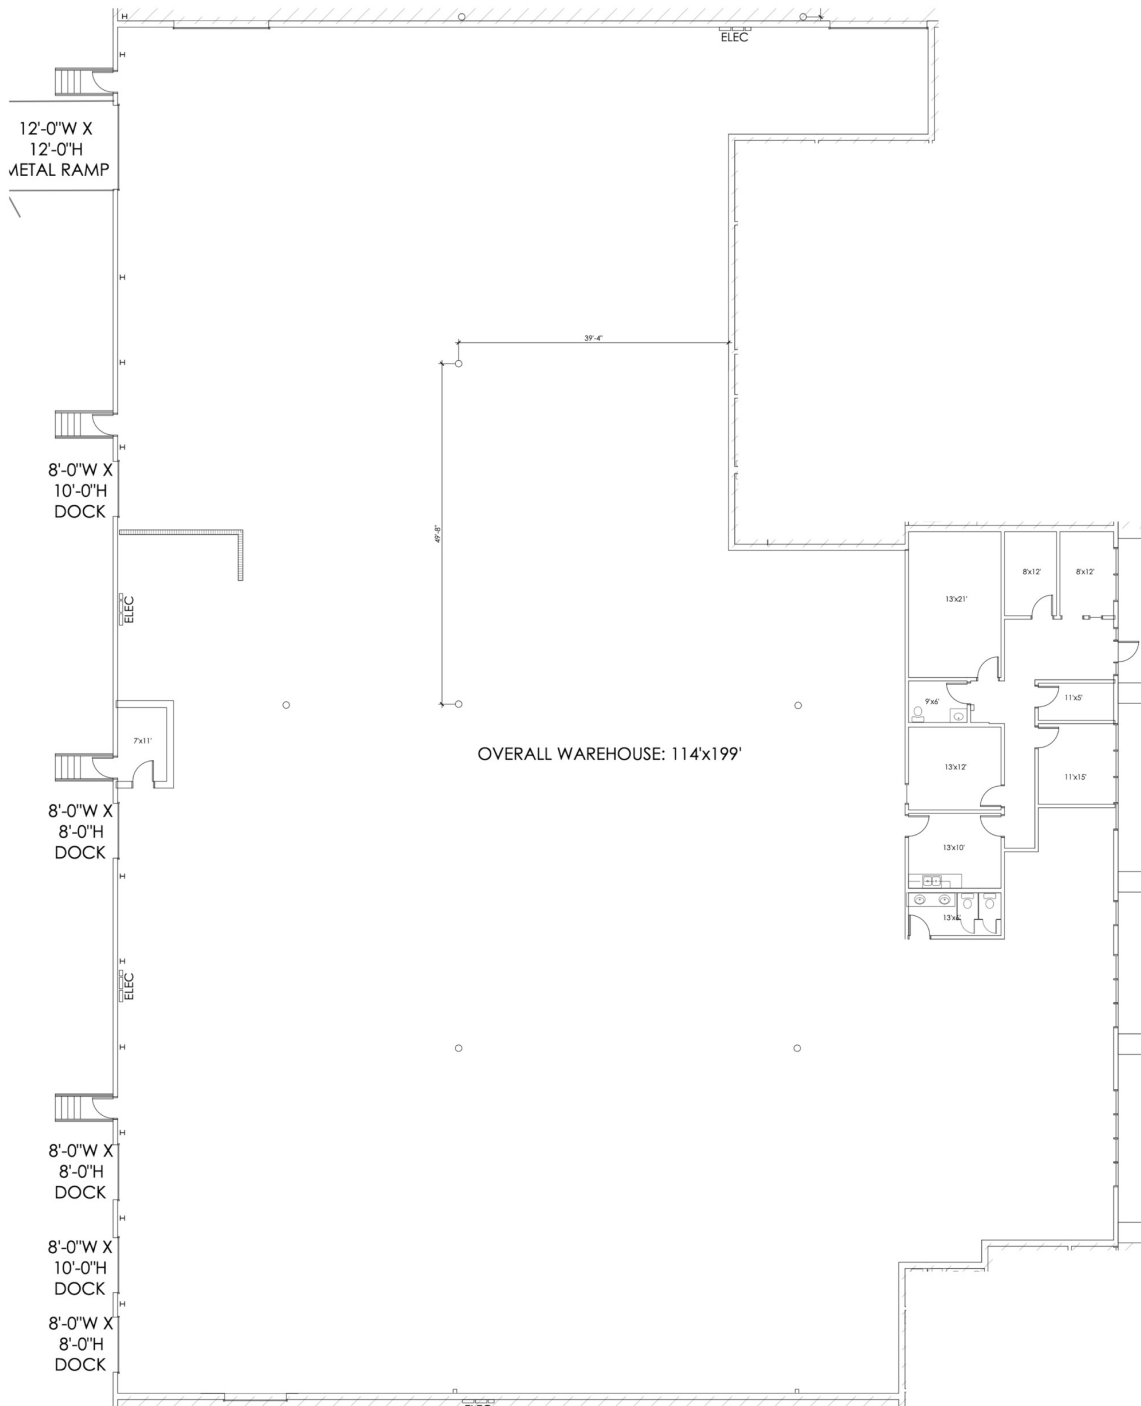 ELEC
12'-0"W X
12'-0"H
METAL RAMP
39'-4"
49'-8"
8'-0"W X
10'-0"H
DOCK
ELEC
13'x21'
8'x12'
8'x12'
9'x6'
11'x5'
7'x11'
OVERALL WAREHOUSE: 114'x199'
13'x12'
11'x15'
8'-0"W X
8'-0"H
DOCK
13'x10'
13'x6'
ELEC
8'-0"W X
8'-0"H
DOCK
8'-0"W X
10'-0"H
DOCK
8'-0"W X
8'-0"H
DOCK
ELEC